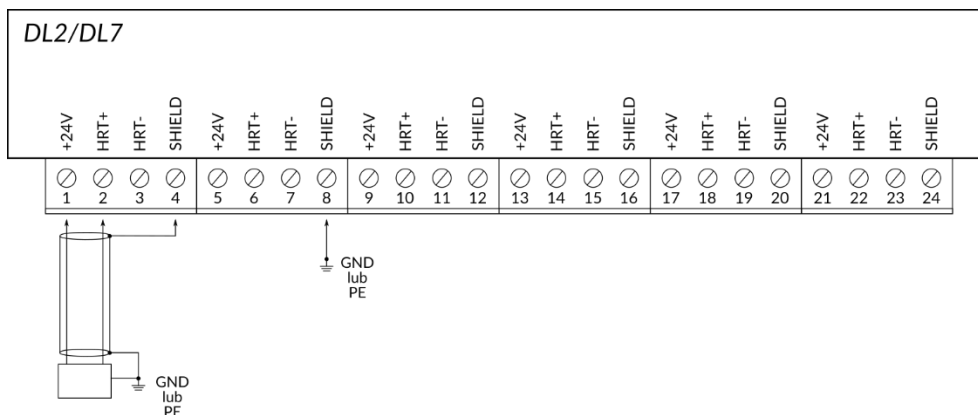 DL2/DL7
+24V HRT+ HRT- SHIELD +24V HRT+ HRT- SHIELD +24V HRT+ HRT- SHIELD +24V HRT+ HRT- SHIELD +24V HRT+ HRT- SHIELD +24V HRT+ HRT- SHIELD
1 2 3 4 5 6 7 8 9 10 11 12 13 14 15 16 17 18 19 20 21 22 23 24
GND
lub
PE
GND
lub
PE